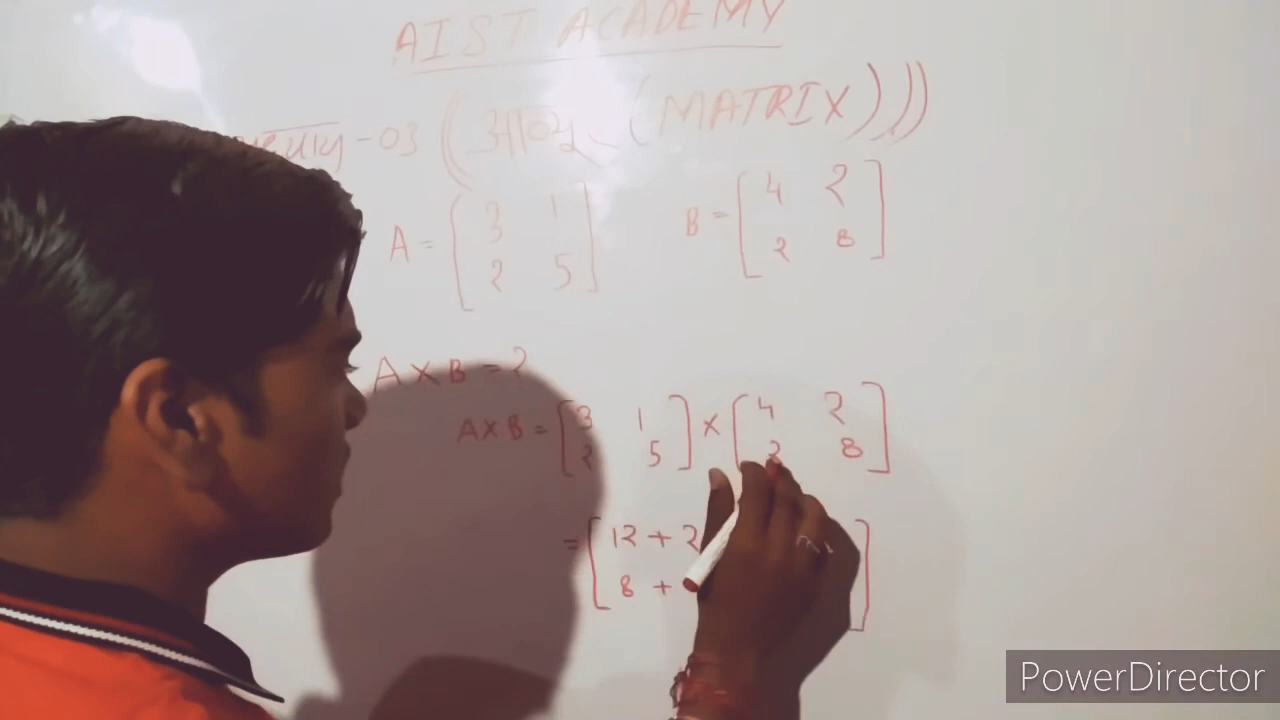 AIST ACADEMY
-03 ((आव्यूह (MATRIX)))
A = [3 1 B = [4 2
2 5] 2 8]
A × B = ?
A×B = [3 1 × [4 2
2 5] 2 8]
= [12 + 2
8 + ]
PowerDirector